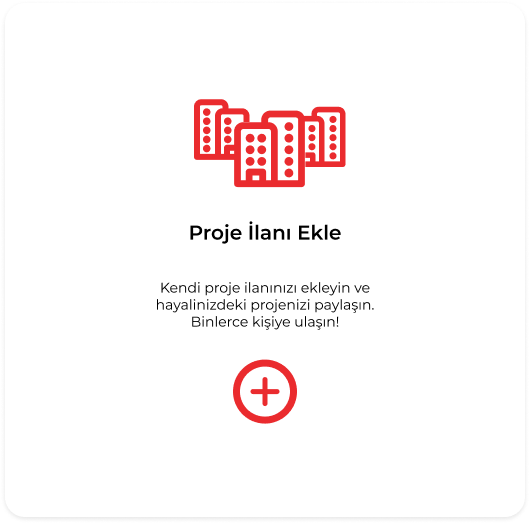 Proje İlanı Ekle
Kendi proje ilanınızı ekleyin ve
hayalinizdeki projenizi paylaşın.
Binlerce kişiye ulaşın!